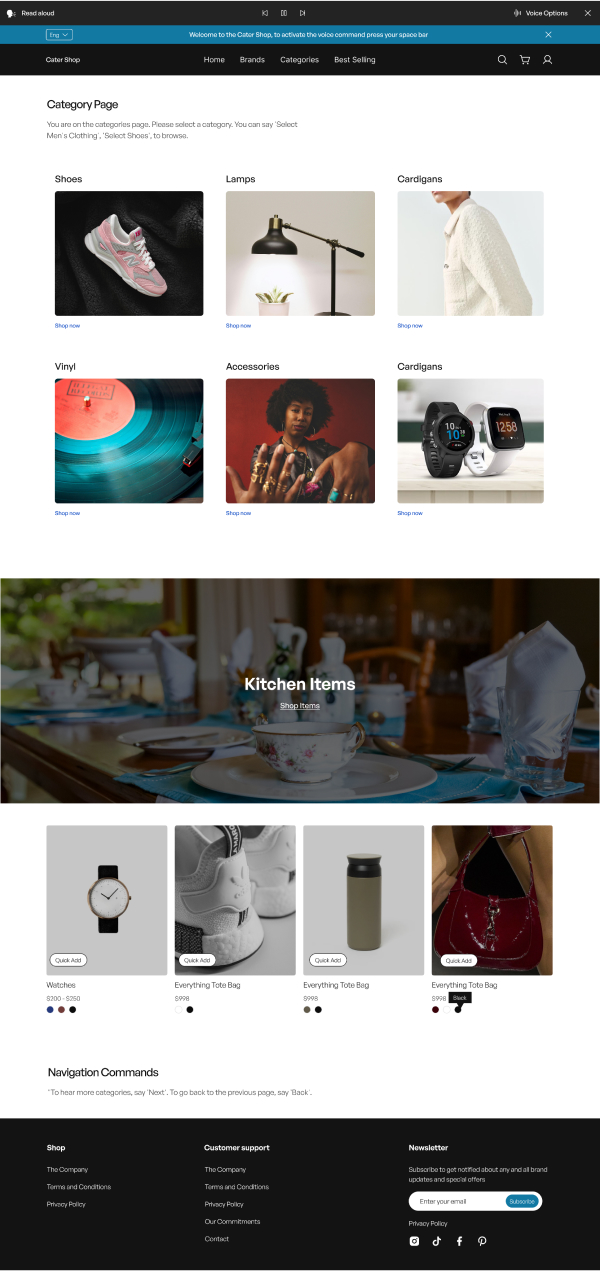 Read aloud
Voice Options
Eng
Welcome to the Cater Shop, to activate the voice command press your space bar
Cater Shop
Home Brands Categories Best Selling
Category Page
You are on the categories page. Please select a category. You can say 'Select
Men's Clothing', 'Select Shoes', to browse.
Shoes
Lamps
Cardigans
Shop now
Shop now
Shop now
Vinyl
Accessories
Cardigans
10
10
12:58
Shop now
Shop now
Shop now
Kitchen Items
Shop Items
Quick Add
Quick Add
Quick Add
Quick Add
Watches
Everything Tote Bag
Everything Tote Bag
Everything Tote Bag
$200 - $250
$998
$998
$998
Black
Navigation Commands
"To hear more categories, say 'Next'. To go back to the previous page, say 'Back'.
Shop
The Company
Terms and Conditions
Privacy Policy
Customer support
The Company
Terms and Conditions
Privacy Policy
Our Commitments
Contact
Newsletter
Subscribe to get notified about any and all brand
updates and special offers
Enter your email
Subscribe
Privacy Policy